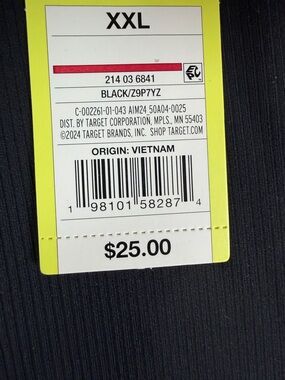 XXL
214 03 6841
BLACK/Z9P7YZ
C-002261-01-043 AIM24 50A04-0025
DIST. BY TARGET CORPORATION, MPLS., MN 55403
©2024 TARGET BRANDS, INC. SHOP TARGET.COM
ORIGIN: VIETNAM
1 98101 58287 4
$25.00